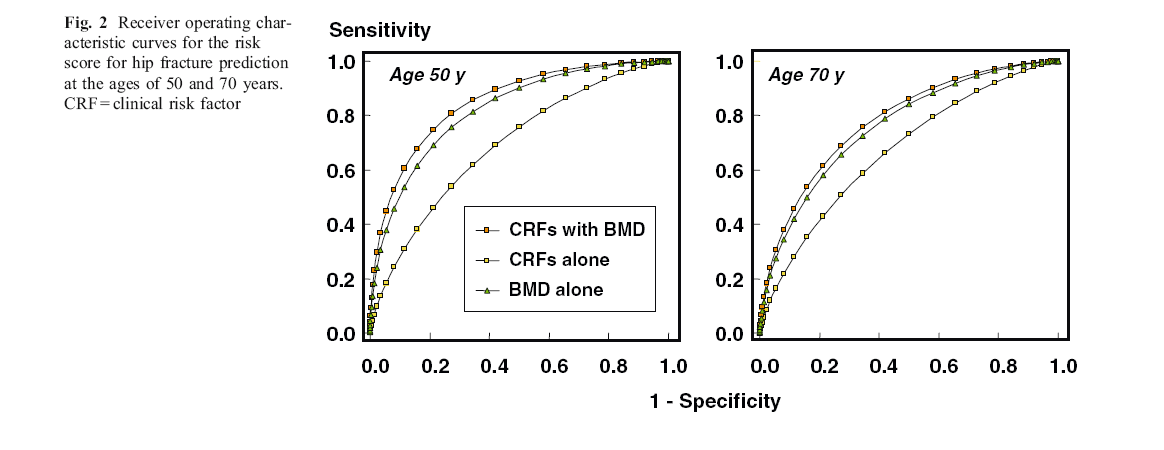 Fig. 2 Receiver operating char-
acteristic curves for the risk
score for hip fracture prediction
at the ages of 50 and 70 years.
CRF=clinical risk factor
Sensitivity
Age 50 y
1.0
0.8
0.6
0.4
0.2
0.0
CRFs with BMD
CRFs alone
BMD alone
0.0 0.2 0.4 0.6 0.8 1.0
Age 70 y
1.0
0.8
0.6
0.4
0.2
0.0
0.0 0.2 0.4 0.6 0.8 1.0
1 - Specificity